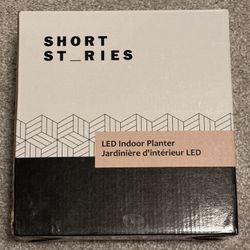 SHORT
ST_RIES
LED Indoor Planter
Jardinière d'intérieur LED